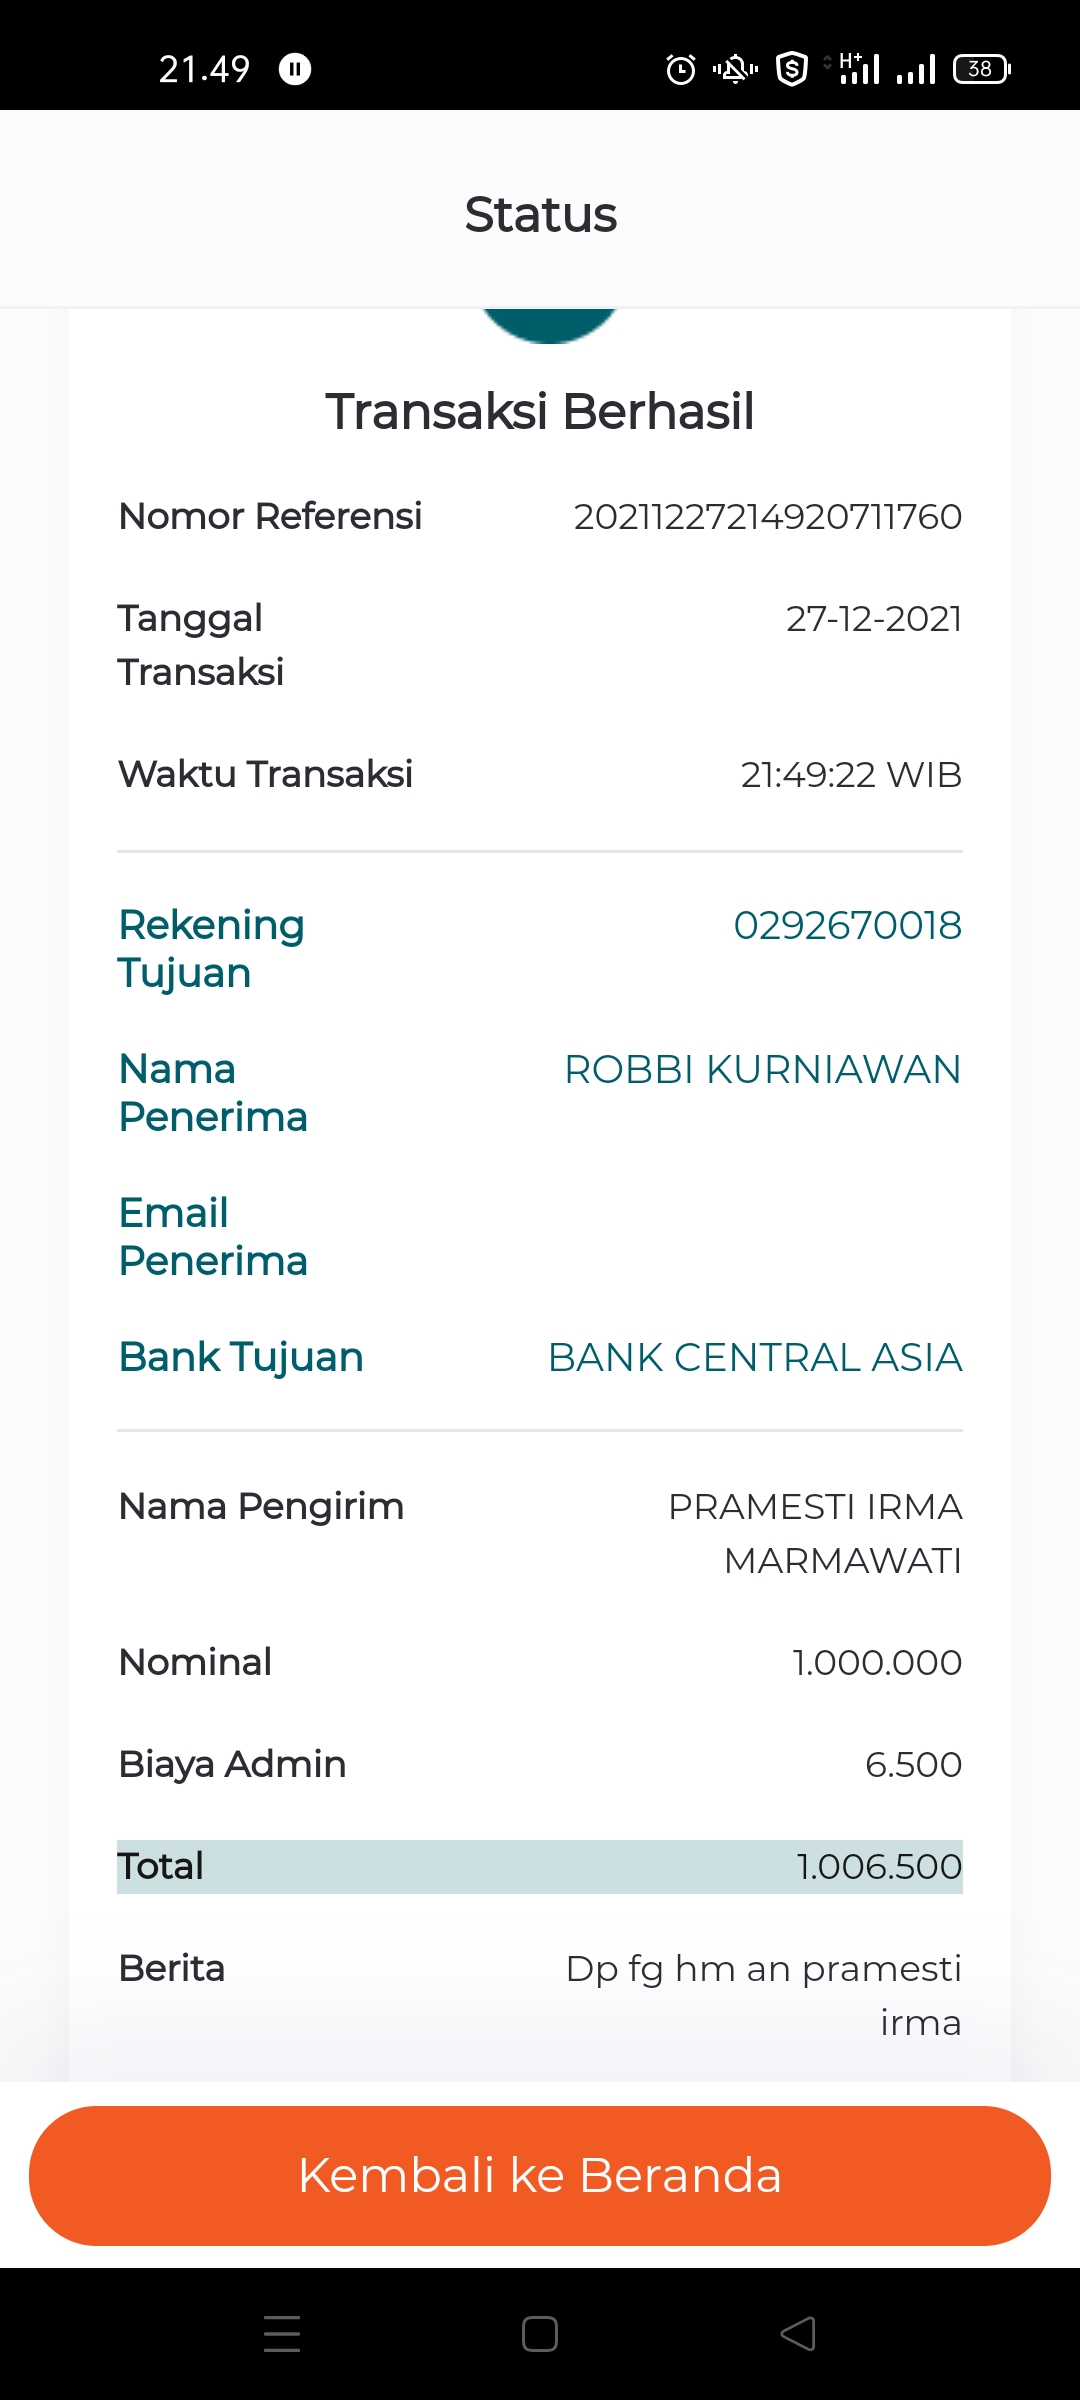 21.49
H+
38
Status
Transaksi Berhasil
Nomor Referensi 20211227214920711760
Tanggal 27-12-2021
Transaksi
Waktu Transaksi 21:49:22 WIB
Rekening 0292670018
Tujuan
Nama ROBBI KURNIAWAN
Penerima
Email
Penerima
Bank Tujuan BANK CENTRAL ASIA
Nama Pengirim PRAMESTI IRMA
MARMAWATI
Nominal 1.000.000
Biaya Admin 6.500
Total 1.006.500
Berita Dp fg hm an pramesti
irma
Kembali ke Beranda